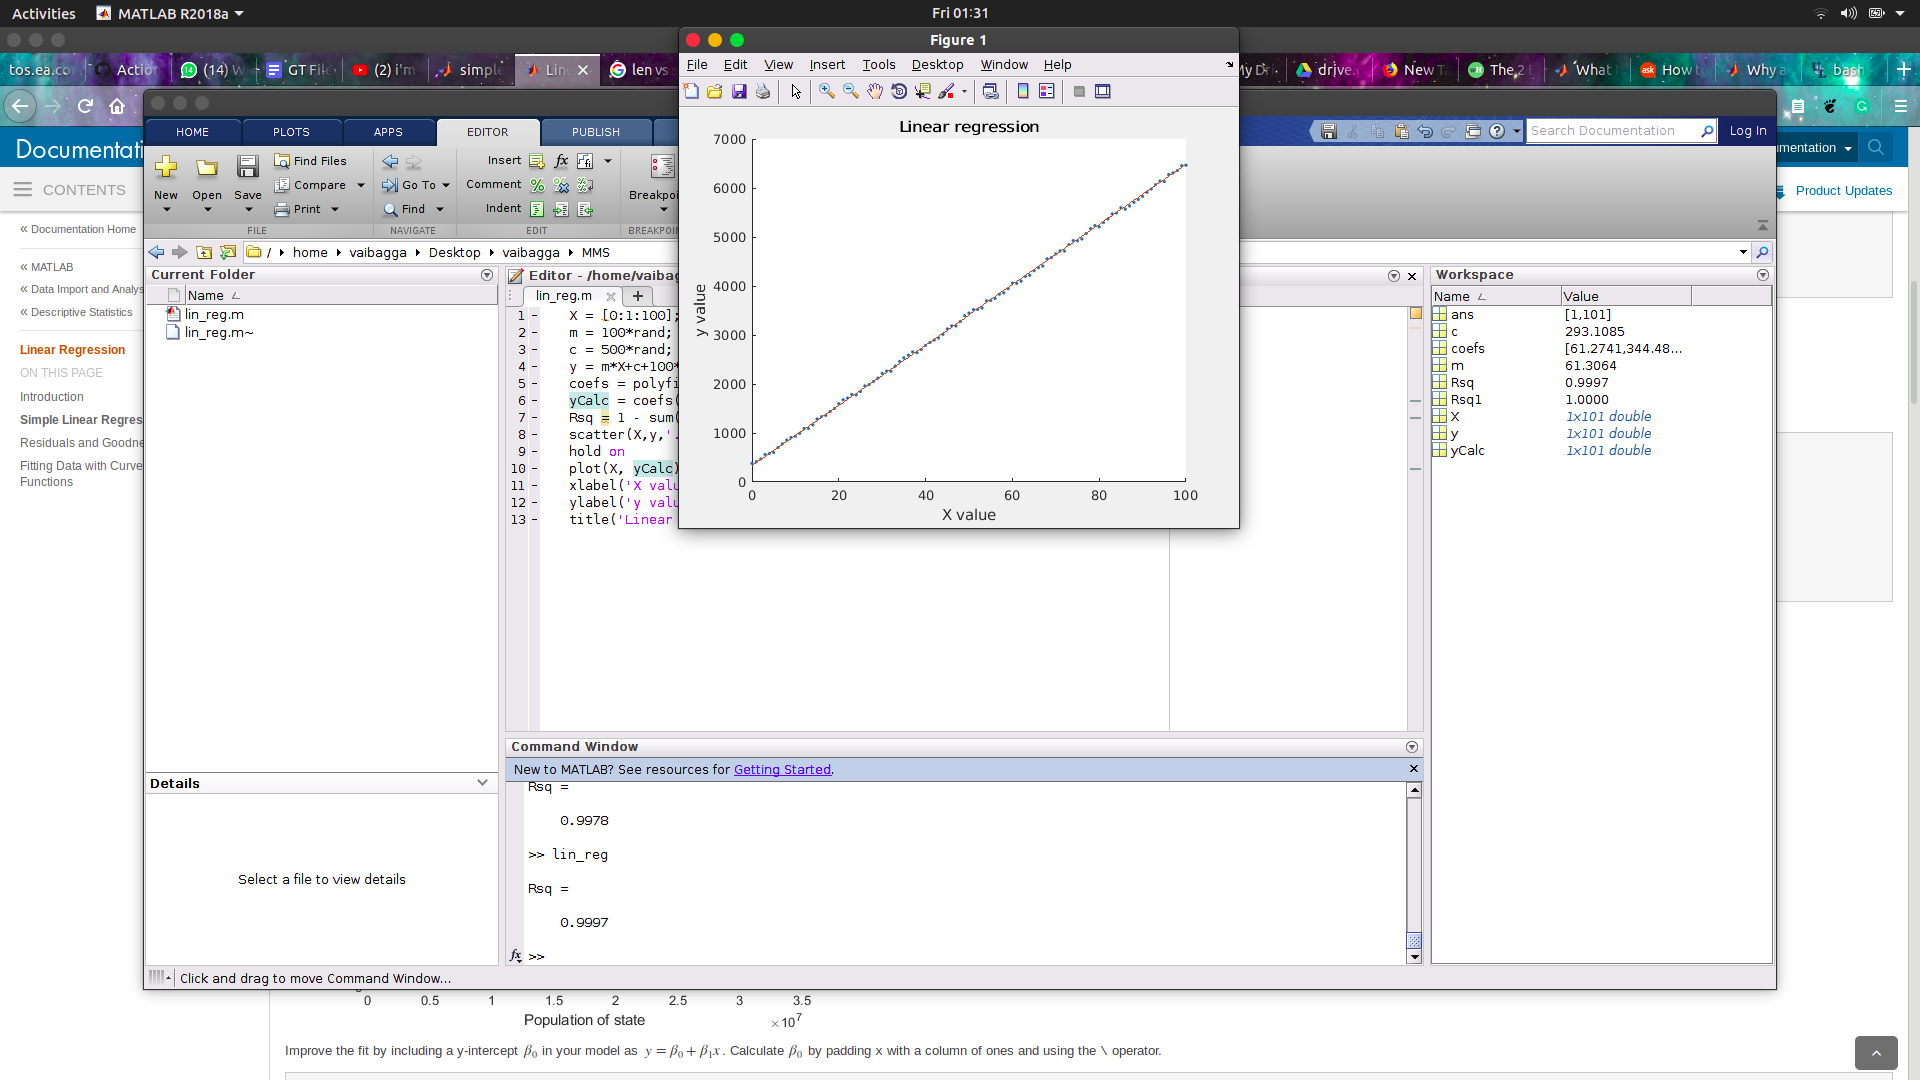 Activities MATLAB R2018a Fri 01:31
tos.ea.co Action (14) W GT File (2) i'm simple Line len vs My Dri drive. New T The 2 t What How t Why a bash
Figure 1
File Edit View Insert Tools Desktop Window Help
Linear regression
7000
6000
5000
4000
3000
2000
1000
0
y value
0 20 40 60 80 100
X value
Documentati
mentation
CONTENTS
Product Updates
« Documentation Home
« MATLAB
« Data Import and Analys
« Descriptive Statistics
Linear Regression
ON THIS PAGE
Introduction
Simple Linear Regres
Residuals and Goodne
Fitting Data with Curve
Functions
HOME PLOTS APPS EDITOR PUBLISH
Search Documentation Log In
New Open Save
Find Files
Compare
Print
Go To
Find
Insert fx
Comment
Indent
Breakpoi
FILE NAVIGATE EDIT BREAKPOIN
/ home vaibagga Desktop vaibagga MMS
Current Folder
Name
lin_reg.m
lin_reg.m~
Details
Select a file to view details
Editor - /home/vaibag
lin_reg.m
1 - X = [0:1:100];
2 - m = 100*rand;
3 - c = 500*rand;
4 - y = m*X+c+100*
5 - coefs = polyfi
6 - yCalc = coefs(
7 - Rsq = 1 - sum(
8 - scatter(X,y,'.
9 - hold on
10 - plot(X, yCalc)
11 - xlabel('X valu
12 - ylabel('y valu
13 - title('Linear
Command Window
New to MATLAB? See resources for Getting Started.
Rsq =
0.9978
>> lin_reg
Rsq =
0.9997
fx >>
Workspace
Name Value
ans [1,101]
c 293.1085
coefs [61.2741,344.48...
m 61.3064
Rsq 0.9997
Rsq1 1.0000
X 1x101 double
y 1x101 double
yCalc 1x101 double
Click and drag to move Command Window...
0 0.5 1 1.5 2 2.5 3 3.5
Population of state ×10⁷
Improve the fit by including a y-intercept β₀ in your model as y = β₀ + β₁x. Calculate β₀ by padding x with a column of ones and using the \ operator.